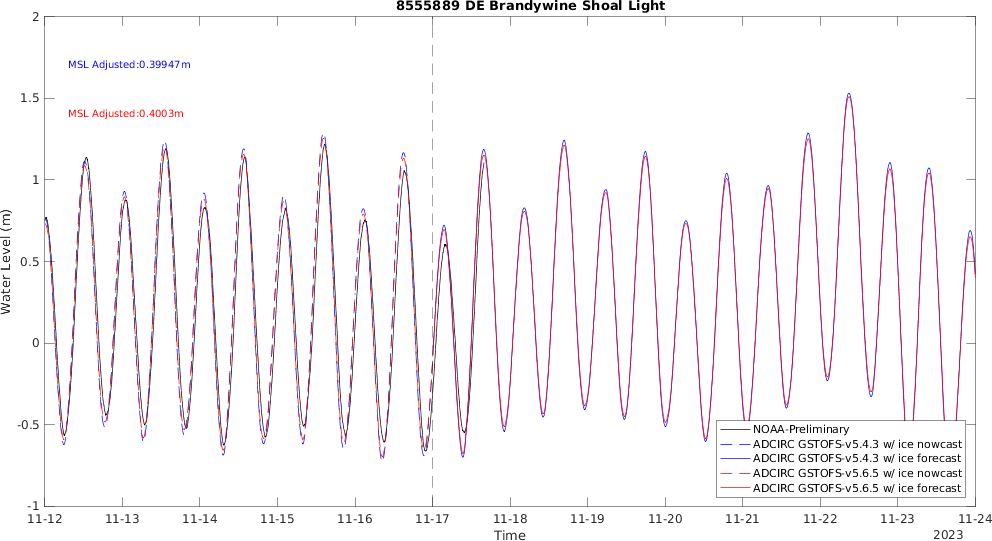 8555889 DE Brandywine Shoal Light
2
1.5
1
0.5
0
-0.5
-1
Water Level (m)
MSL Adjusted:0.39947m
MSL Adjusted:0.4003m
NOAA-Preliminary
ADCIRC GSTOFS-v5.4.3 w/ ice nowcast
ADCIRC GSTOFS-v5.4.3 w/ ice forecast
ADCIRC GSTOFS-v5.6.5 w/ ice nowcast
ADCIRC GSTOFS-v5.6.5 w/ ice forecast
11-12 11-13 11-14 11-15 11-16 11-17 11-18 11-19 11-20 11-21 11-22 11-23 11-24
Time
2023